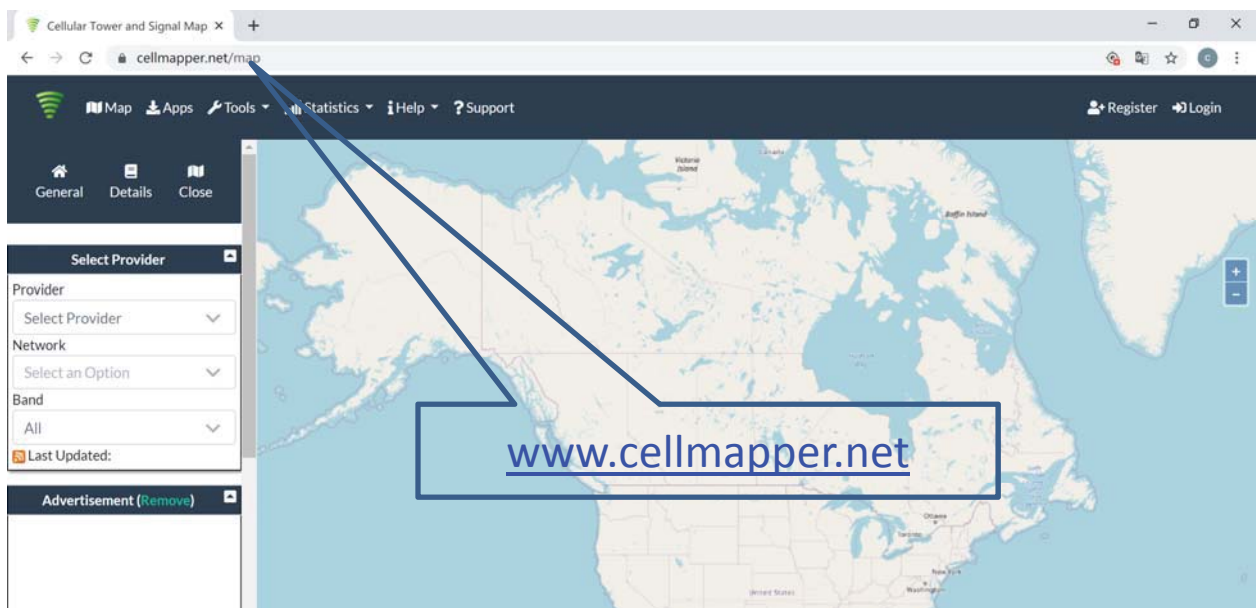 Cellular Tower and Signal Map
cellmapper.net/map
Map Apps Tools Statistics Help Support
Register Login
General Details Close
Select Provider
Provider
Select Provider
Network
Select an Option
Band
All
Last Updated:
Advertisement (Remove)
Victoria Island
Canada
Baffin Island
www.cellmapper.net
Ottawa
Toronto
New York
Washington
United States